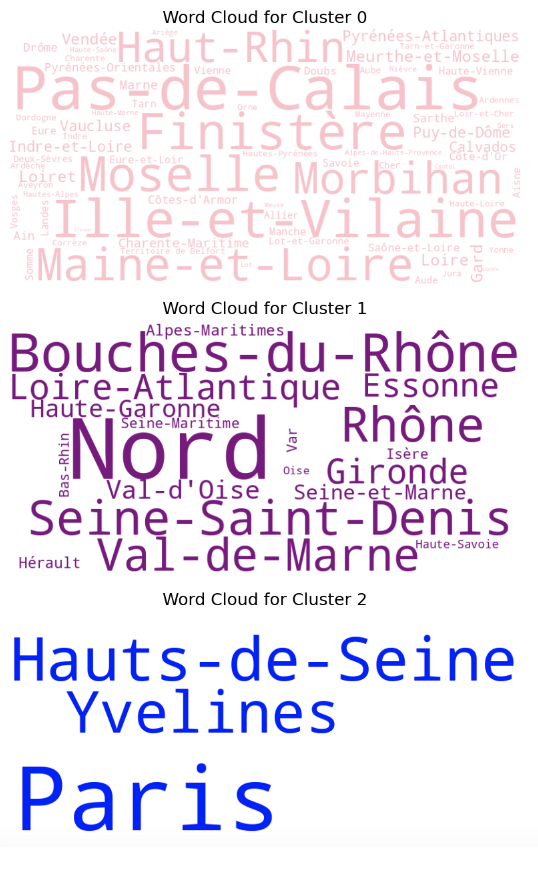 Word Cloud for Cluster 0
Ariège
Vendée Haut-Rhin Pyrénées-Atlantiques
Drôme Haute-Saône Tarn-et-Garonne
Charente Meurthe-et-Moselle
Pyrénées-Orientales Vienne Doubs Aube Nièvre Haute-Vienne
Pas-de-Calais
Marne
Tarn Orne Ardennes
Dordogne Haute-Marne Mayenne Sarthe Loir-et-Cher
Eure Vaucluse Finistère Puy-de-Dôme Gers
Indre
Indre-et-Loire Calvados
Deux-Sèvres Eure-et-Loir Hautes-Pyrénées Alpes-de-Haute-Provence Côte-d'Or
Ardèche Savoie Cher Cantal
Loiret Moselle Morbihan Aisne
Aveyron
Hautes-Alpes
Vosges Landes Côtes-d'Armor Meuse Haute-Loire
Allier
Ille-et-Vilaine
Ain Manche
Corrèze Charente-Maritime Lot-et-Garonne Saône-et-Loire Yonne
Territoire de Belfort
Somme Maine-et-Loire Lot Loire Gard
Jura
Aude
Word Cloud for Cluster 1
Alpes-Maritimes
Bouches-du-Rhône
Loire-Atlantique Essonne
Haute-Garonne
Seine-Maritime Rhône
Nord Var
Bas-Rhin Isère
Oise Gironde
Val-d'Oise Seine-et-Marne
Seine-Saint-Denis
Val-de-Marne Haute-Savoie
Hérault
Word Cloud for Cluster 2
Hauts-de-Seine
Yvelines
Paris